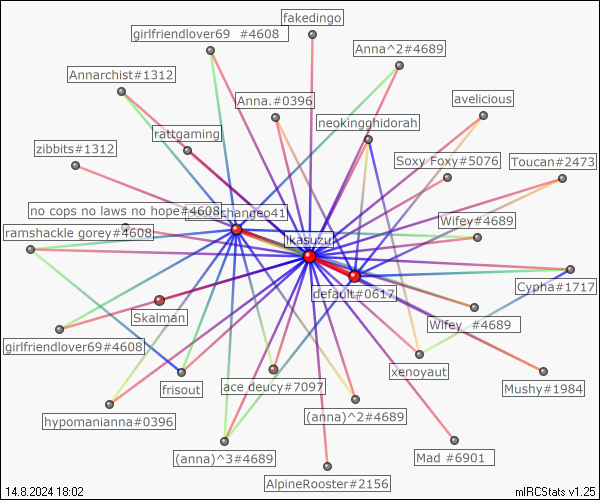 fakedingo
girlfriendlover69 #4608
Anna^2#4689
Annarchist#1312
avelicious
Anna.#0396
neokingghidorah
rattgaming
zibbits#1312
Soxy Foxy#5076
Toucan#2473
no cops no laws no hope#4608
changeo41
Wifey#4689
ramshackle gorey#4608
Ikasuzu
Cypha#1717
default#0617
Skalman
Wifey #4689
girlfriendlover69#4608
xenoyaut
frisout
ace deucy#7097
Mushy#1984
hypomanianna#0396
(anna)^2#4689
(anna)^3#4689
Mad #6901
AlpineRooster#2156
14.8.2024 18:02
mIRCStats v1.25